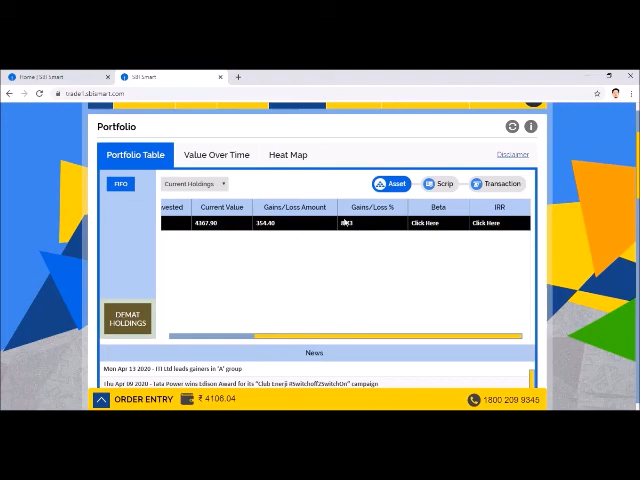 Home | SBI Smart
SBI Smart
trade1.sbismart.com
Portfolio
Portfolio Table Value Over Time Heat Map Disclaimer
FIFO Current Holdings Asset Scrip Transaction
vested Current Value Gains/Loss Amount Gains/Loss % Beta IRR
4367.90 354.40 Click Here Click Here
DEMAT
HOLDINGS
News
Mon Apr 13 2020 - ITI Ltd leads gainers in 'A' group
Thu Apr 09 2020 - Tata Power wins Edison Award for its "Club Enerji #Switchoff2SwitchOn" campaign
ORDER ENTRY ₹ 4106.04 1800 209 9345